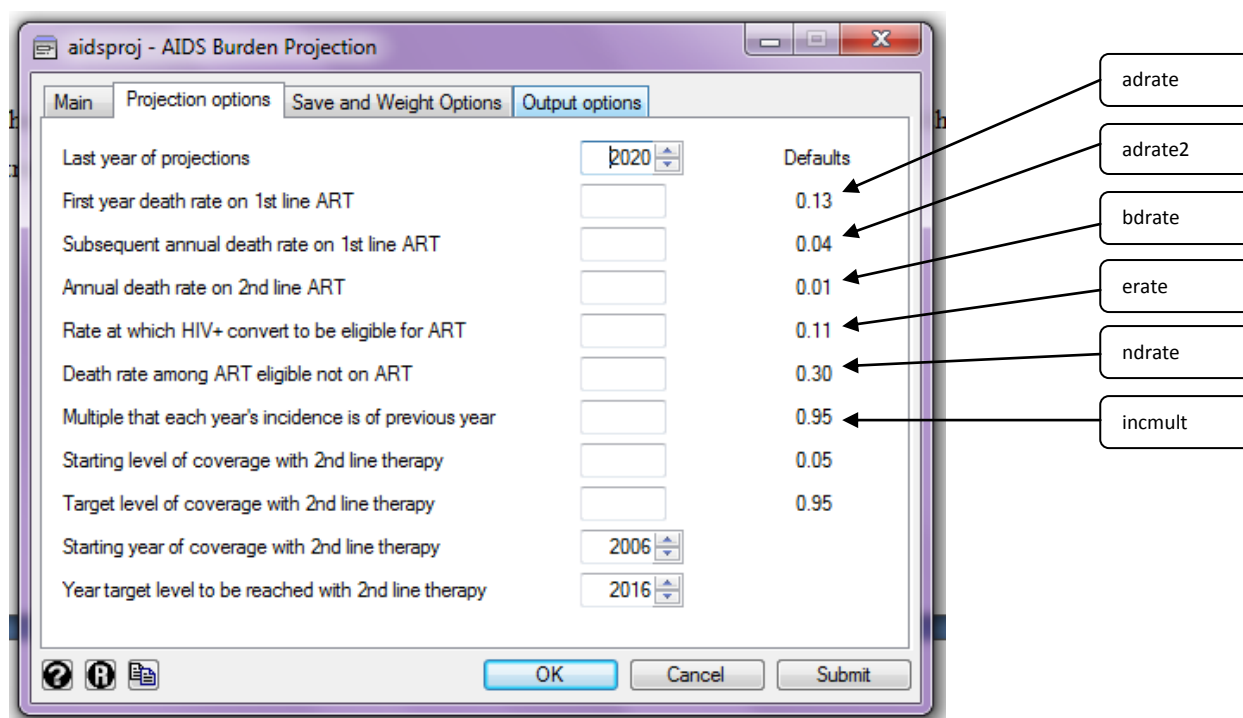 aidsproj - AIDS Burden Projection
Main Projection options Save and Weight Options Output options
Last year of projections 2020 Defaults
First year death rate on 1st line ART 0.13
Subsequent annual death rate on 1st line ART 0.04
Annual death rate on 2nd line ART 0.01
Rate at which HIV+ convert to be eligible for ART 0.11
Death rate among ART eligible not on ART 0.30
Multiple that each year's incidence is of previous year 0.95
Starting level of coverage with 2nd line therapy 0.05
Target level of coverage with 2nd line therapy 0.95
Starting year of coverage with 2nd line therapy 2006
Year target level to be reached with 2nd line therapy 2016
OK Cancel Submit
adrate
adrate2
bdrate
erate
ndrate
incmult